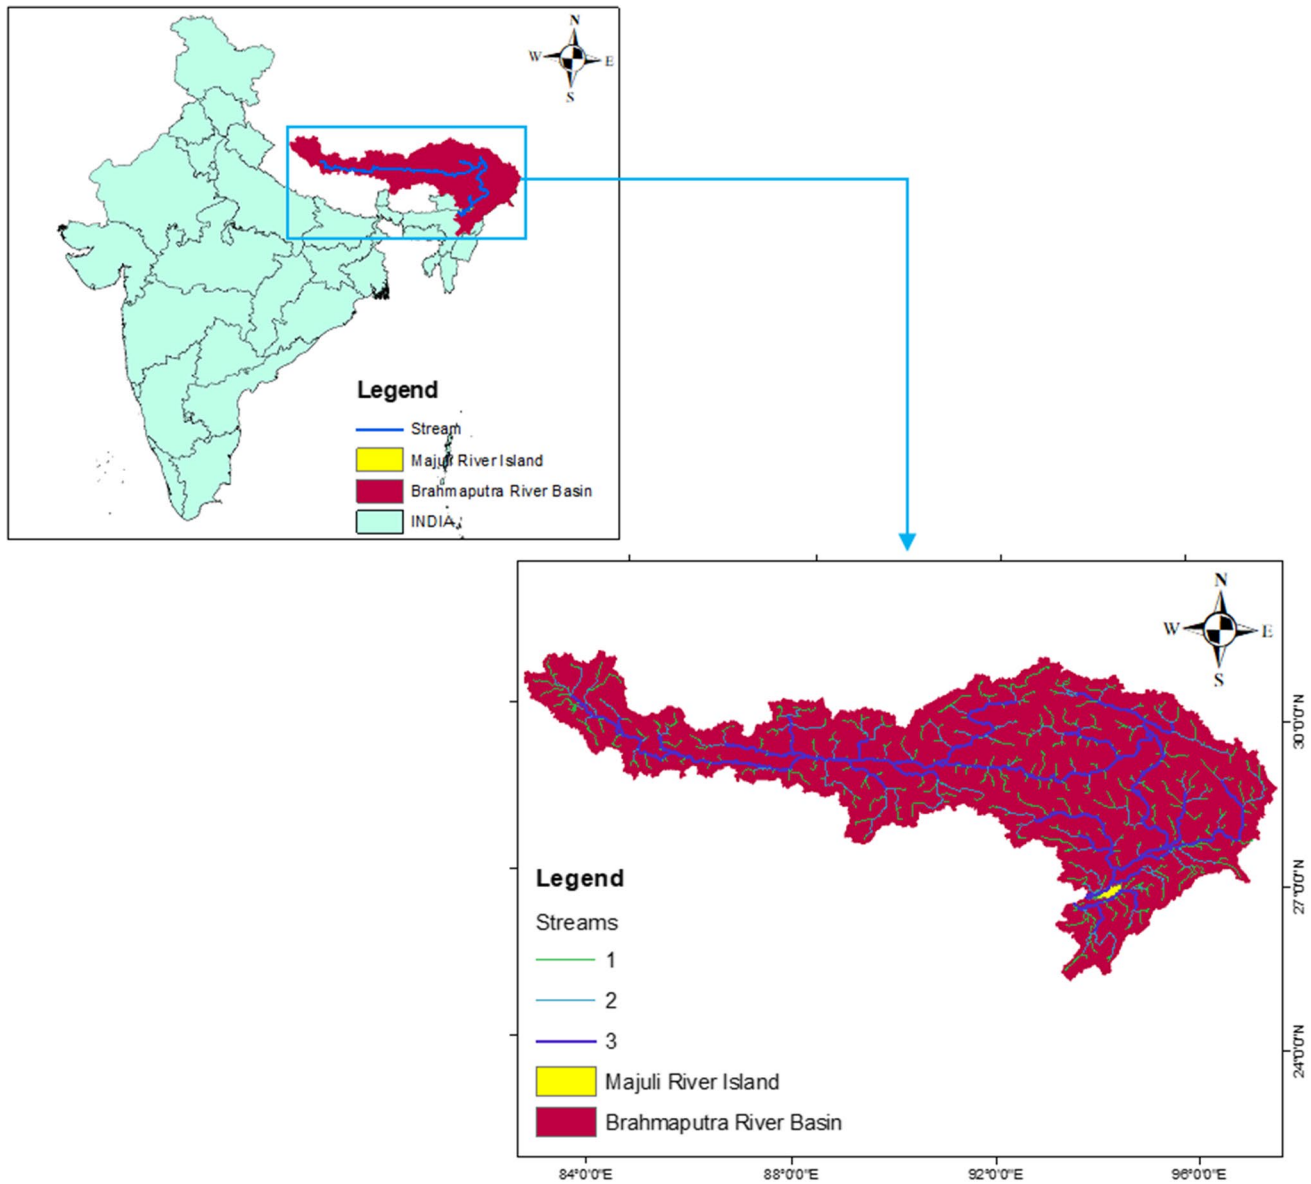 N
W E
S
Legend
Stream
Majuli River Island
Brahmaputra River Basin
INDIA
N
W E
S
30°0'0"N
27°0'0"N
24°0'0"N
Legend
Streams
1
2
3
Majuli River Island
Brahmaputra River Basin
84°0'0"E 88°0'0"E 92°0'0"E 96°0'0"E